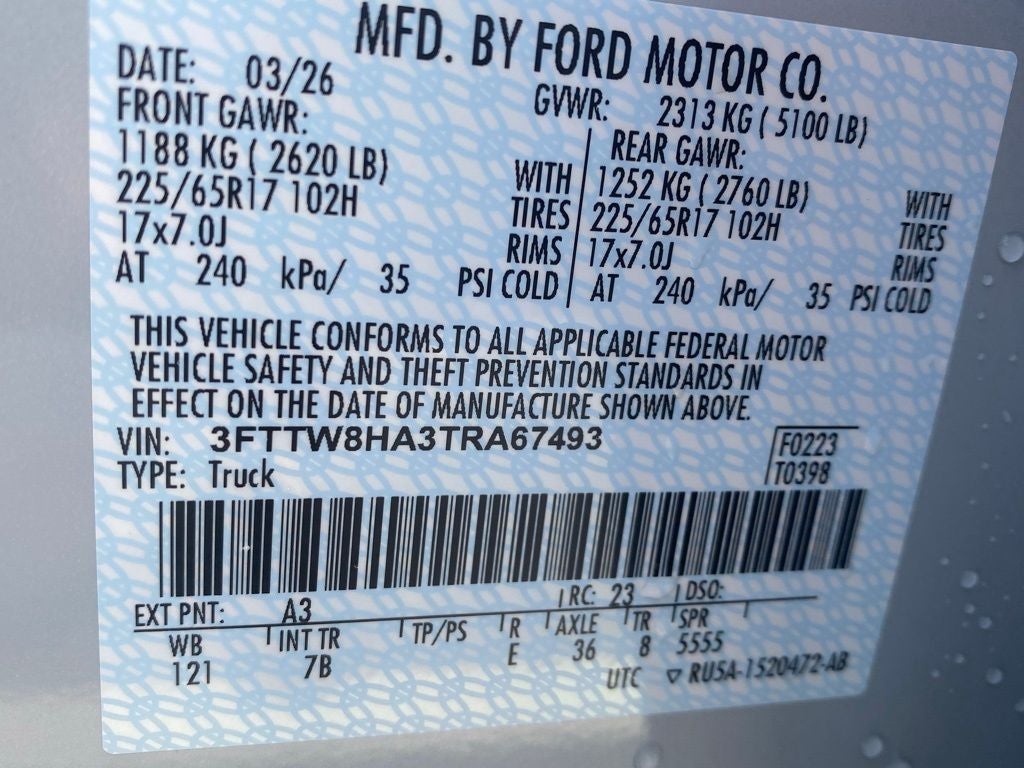 MFD. BY FORD MOTOR CO.
DATE: 03/26
GVWR: 2313 KG ( 5100 LB)
FRONT GAWR:
1188 KG ( 2620 LB) WITH
225/65R17 102H TIRES
17x7.0J RIMS
AT 240 kPa/ 35 PSI COLD
REAR GAWR:
1252 KG ( 2760 LB) WITH
225/65R17 102H TIRES
17x7.0J RIMS
AT 240 kPa/ 35 PSI COLD
THIS VEHICLE CONFORMS TO ALL APPLICABLE FEDERAL MOTOR
VEHICLE SAFETY AND THEFT PREVENTION STANDARDS IN
EFFECT ON THE DATE OF MANUFACTURE SHOWN ABOVE.
VIN: 3FTTW8HA3TRA67493
TYPE: Truck
F0223
T0398
EXT PNT: A3 RC: 23 DSO:
WB INT TR TP/PS R AXLE TR SPR
121 7B E 36 8 5555
UTC ▽ RU5A-1520472-AB